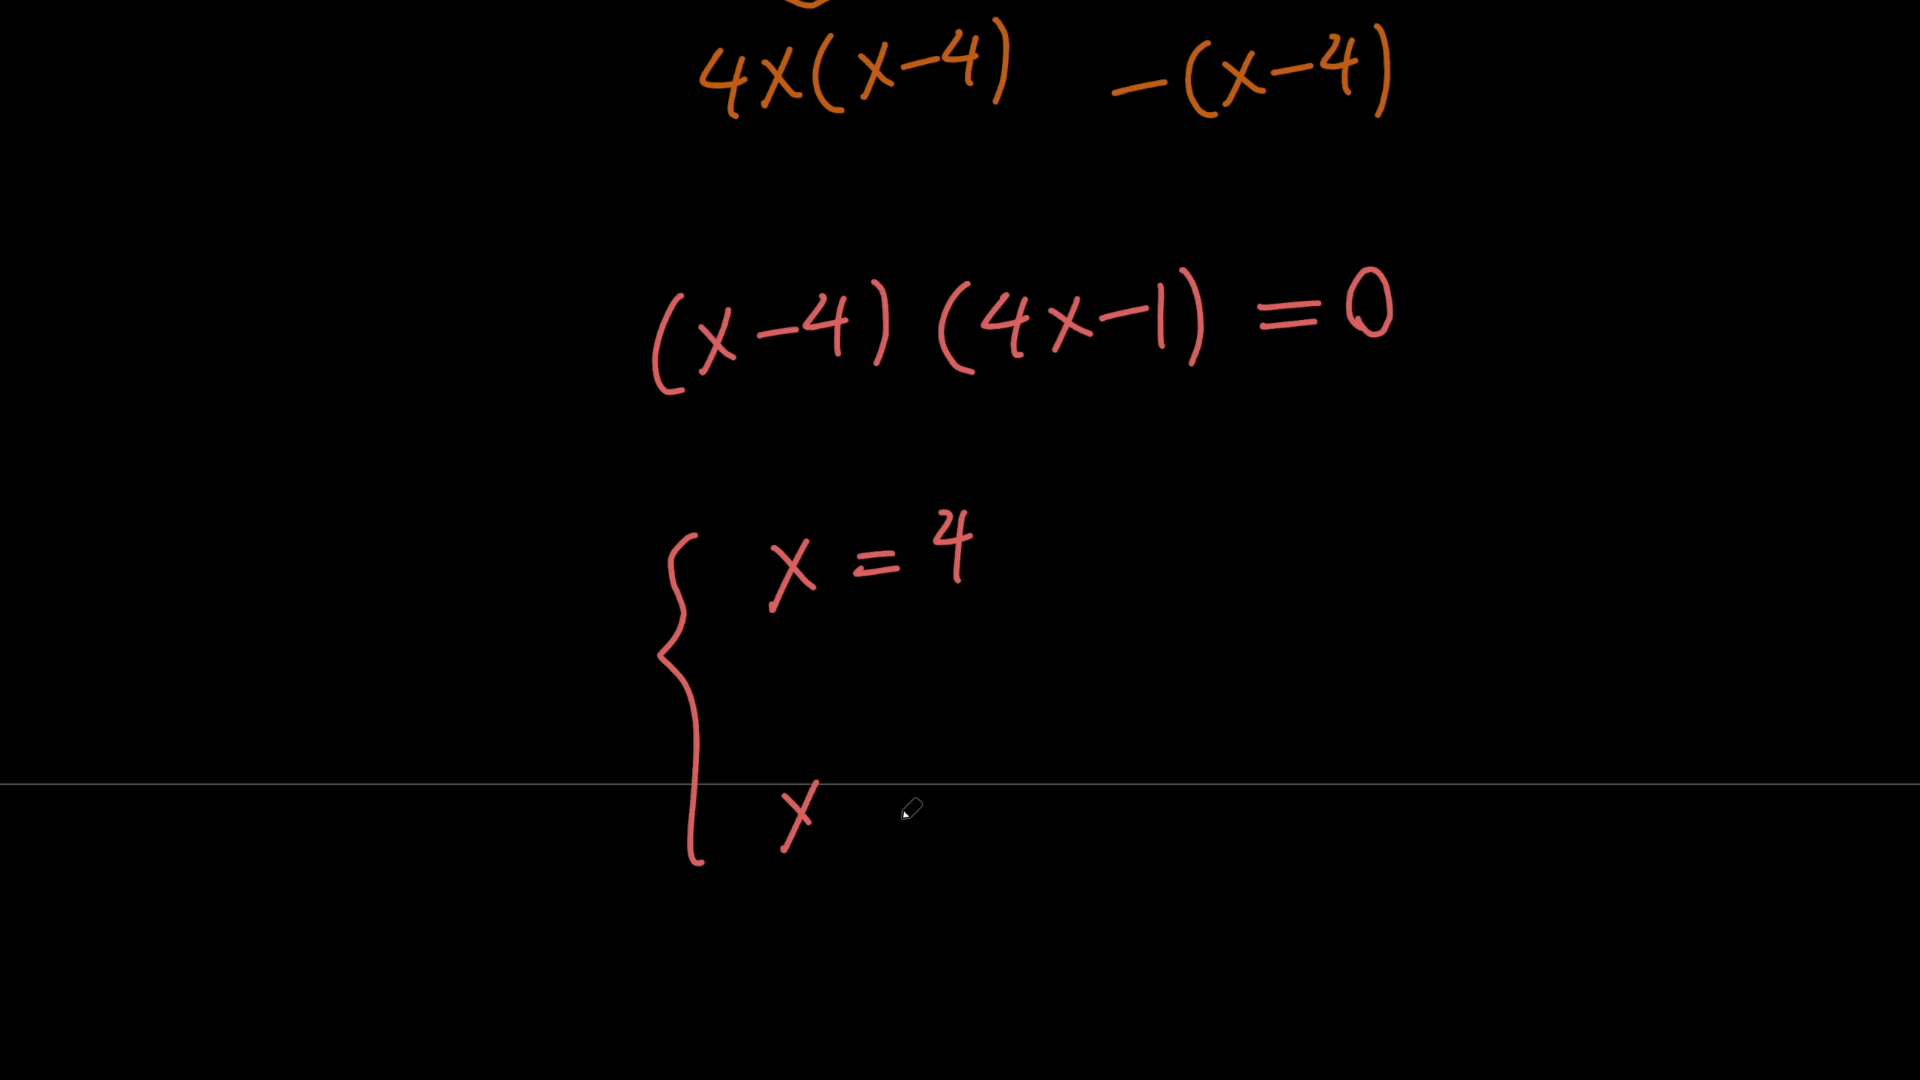 4x(x-4) -(x-4)
(x-4) (4x-1) = 0
{ x = 4
x